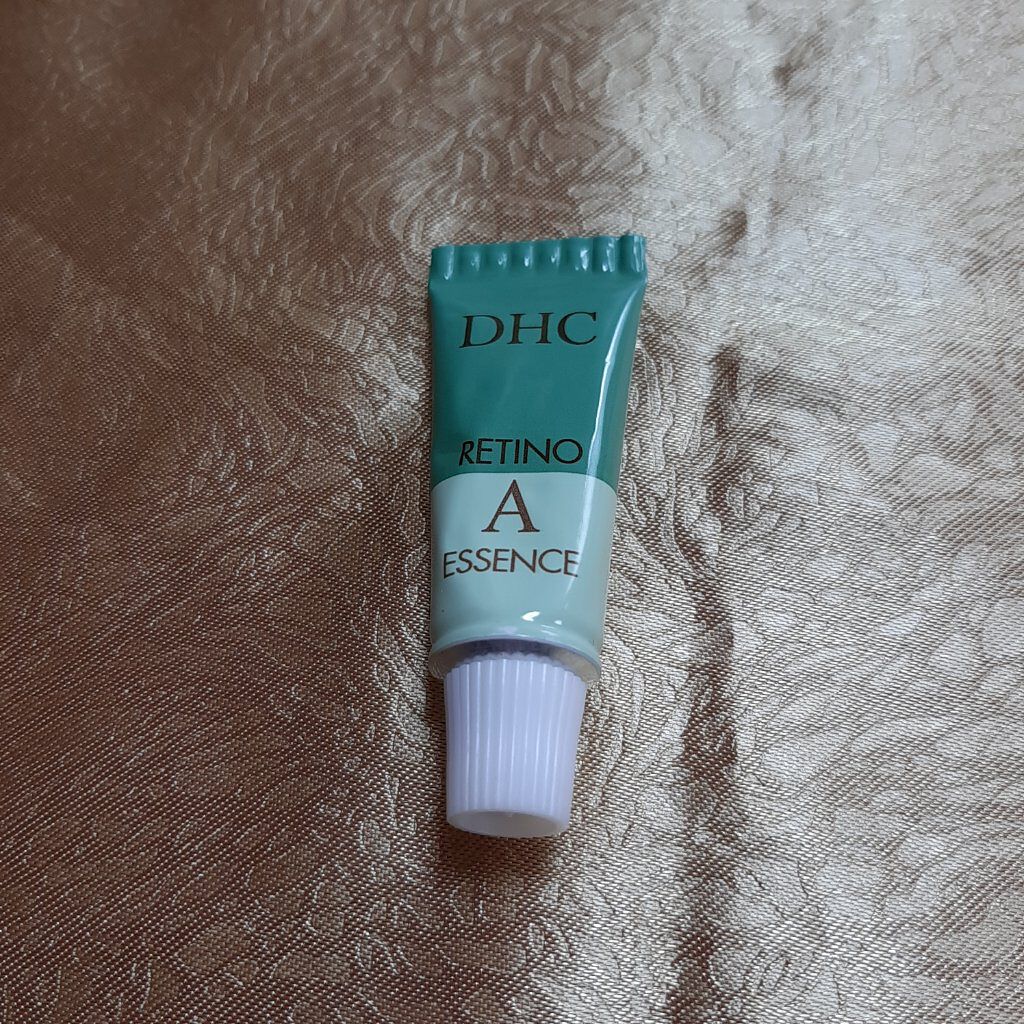 DHC
RETINO
A
ESSENCE